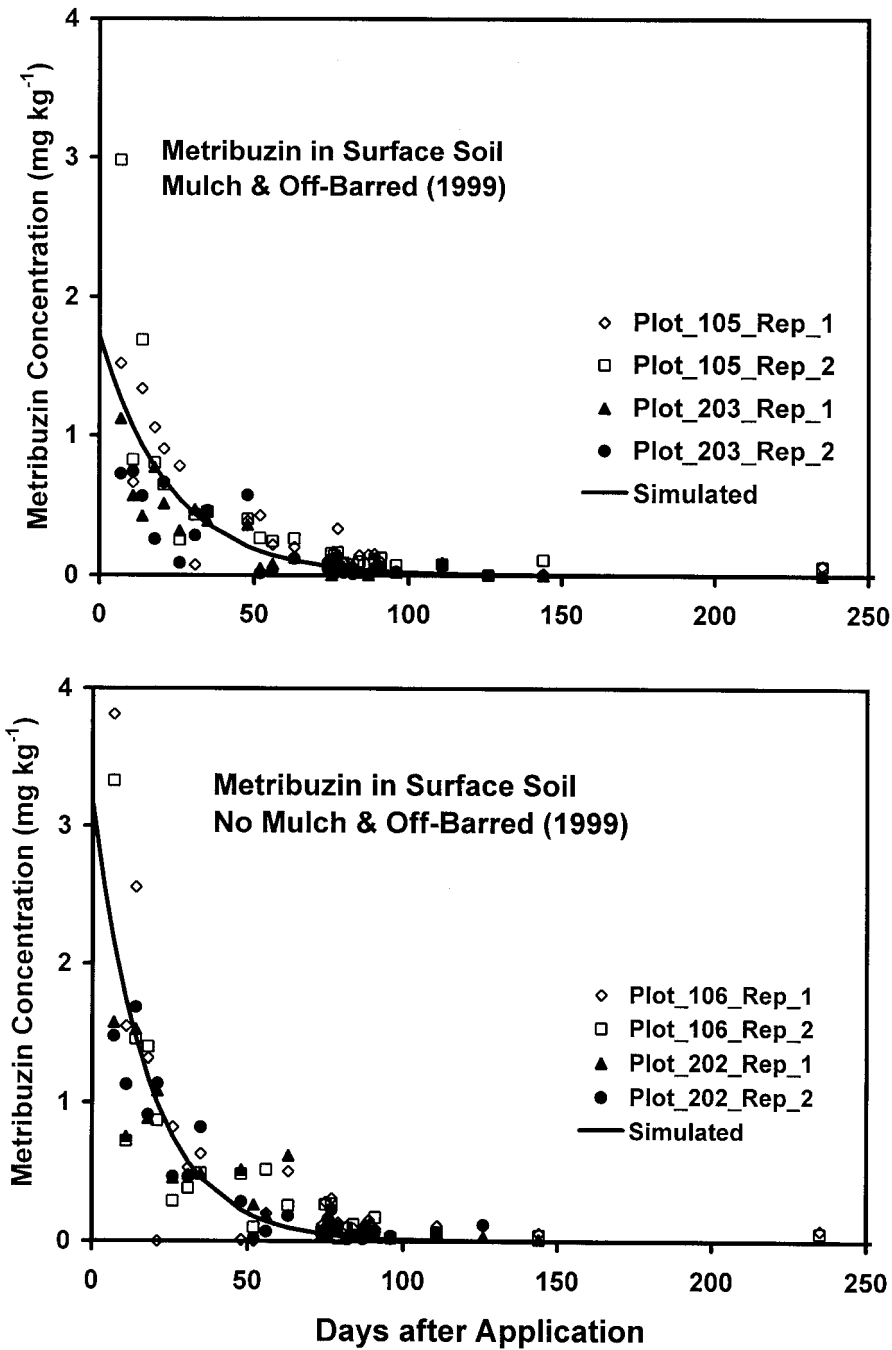 4
3
2
1
0
Metribuzin Concentration (mg kg-1)
Metribuzin in Surface Soil
Mulch & Off-Barred (1999)
Plot_105_Rep_1
Plot_105_Rep_2
Plot_203_Rep_1
Plot_203_Rep_2
Simulated
0 50 100 150 200 250
4
3
2
1
0
Metribuzin Concentration (mg kg-1)
Metribuzin in Surface Soil
No Mulch & Off-Barred (1999)
Plot_106_Rep_1
Plot_106_Rep_2
Plot_202_Rep_1
Plot_202_Rep_2
Simulated
0 50 100 150 200 250
Days after Application